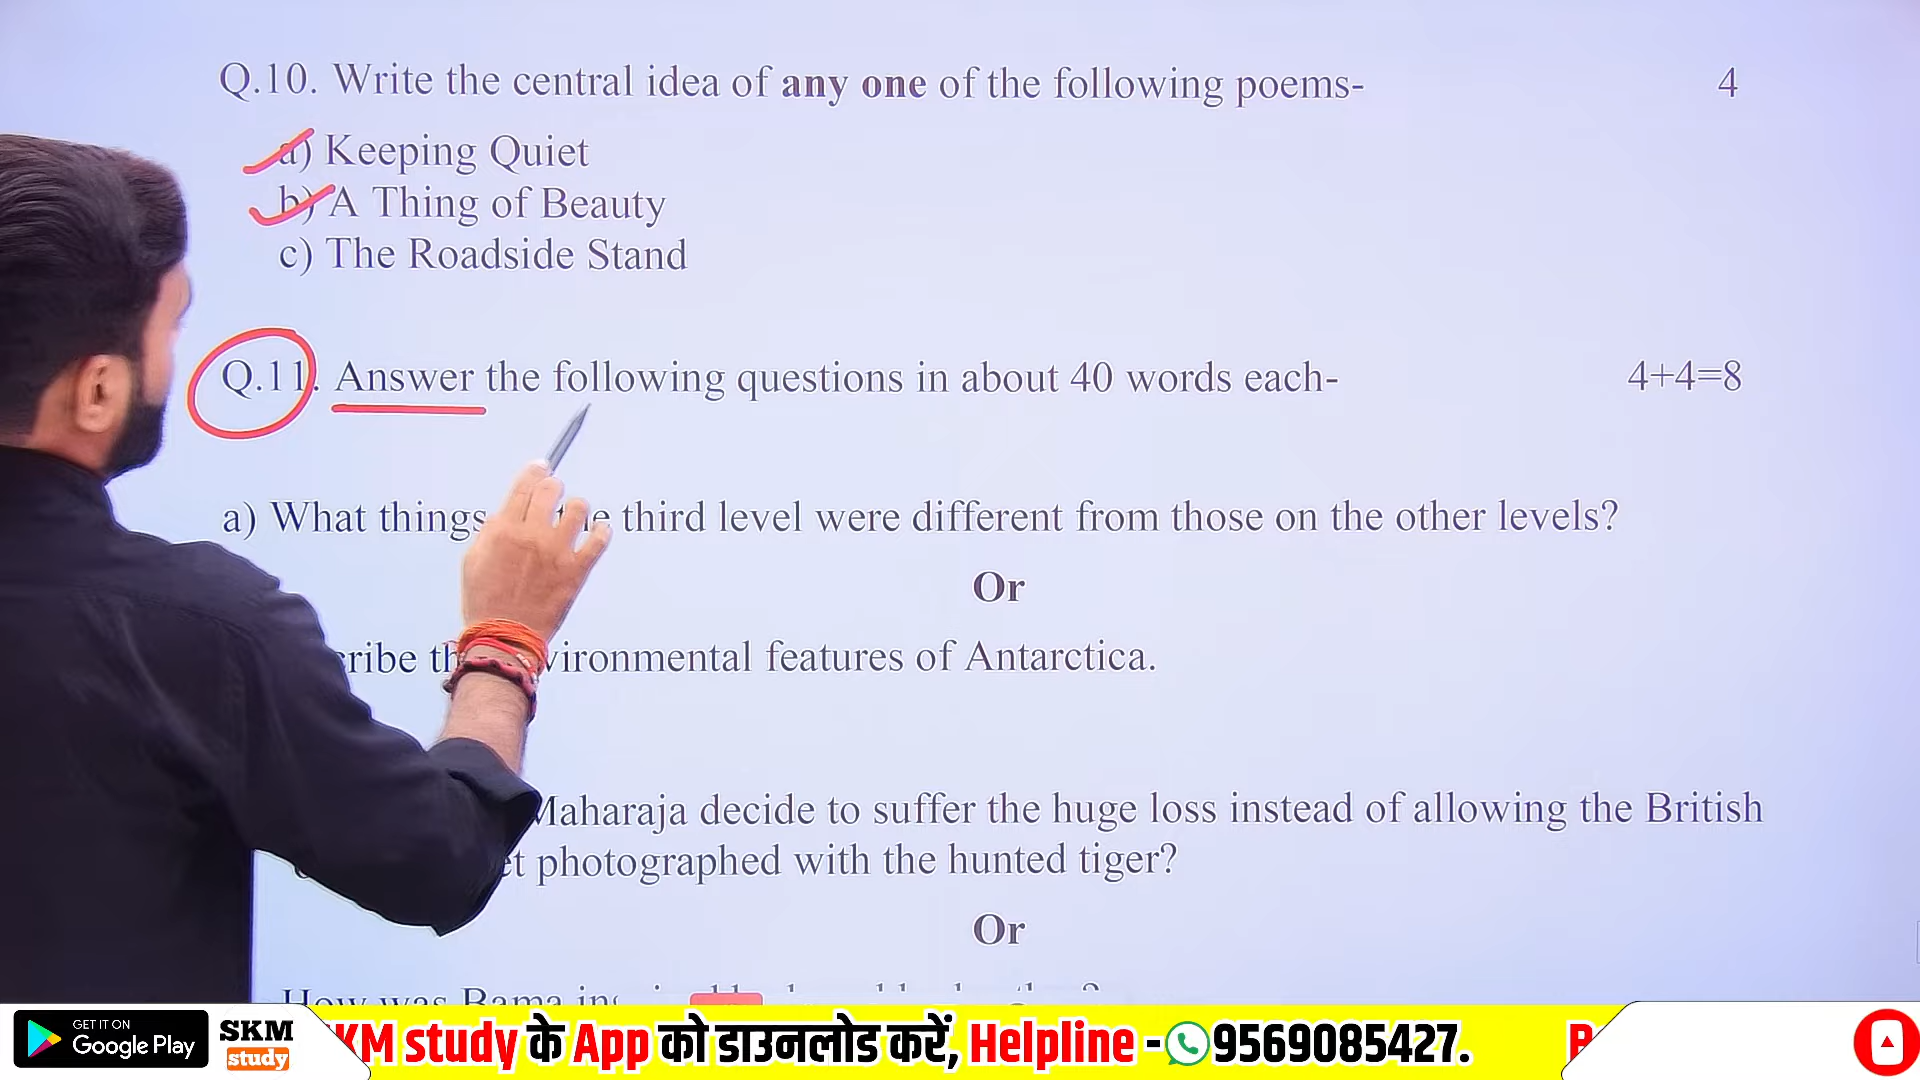 Q.10. Write the central idea of any one of the following poems- 4
a) Keeping Quiet
b) A Thing of Beauty
c) The Roadside Stand
Q.11. Answer the following questions in about 40 words each- 4+4=8
a) What things third level were different from those on the other levels?
Or
features of Antarctica.
Maharaja decide to suffer the huge loss instead of allowing the British
photographed with the hunted tiger?
Or
How was Bama
GET IT ON
Google Play
SKM
study
KM study के App को डाउनलोड करें, Helpline - 9569085427.